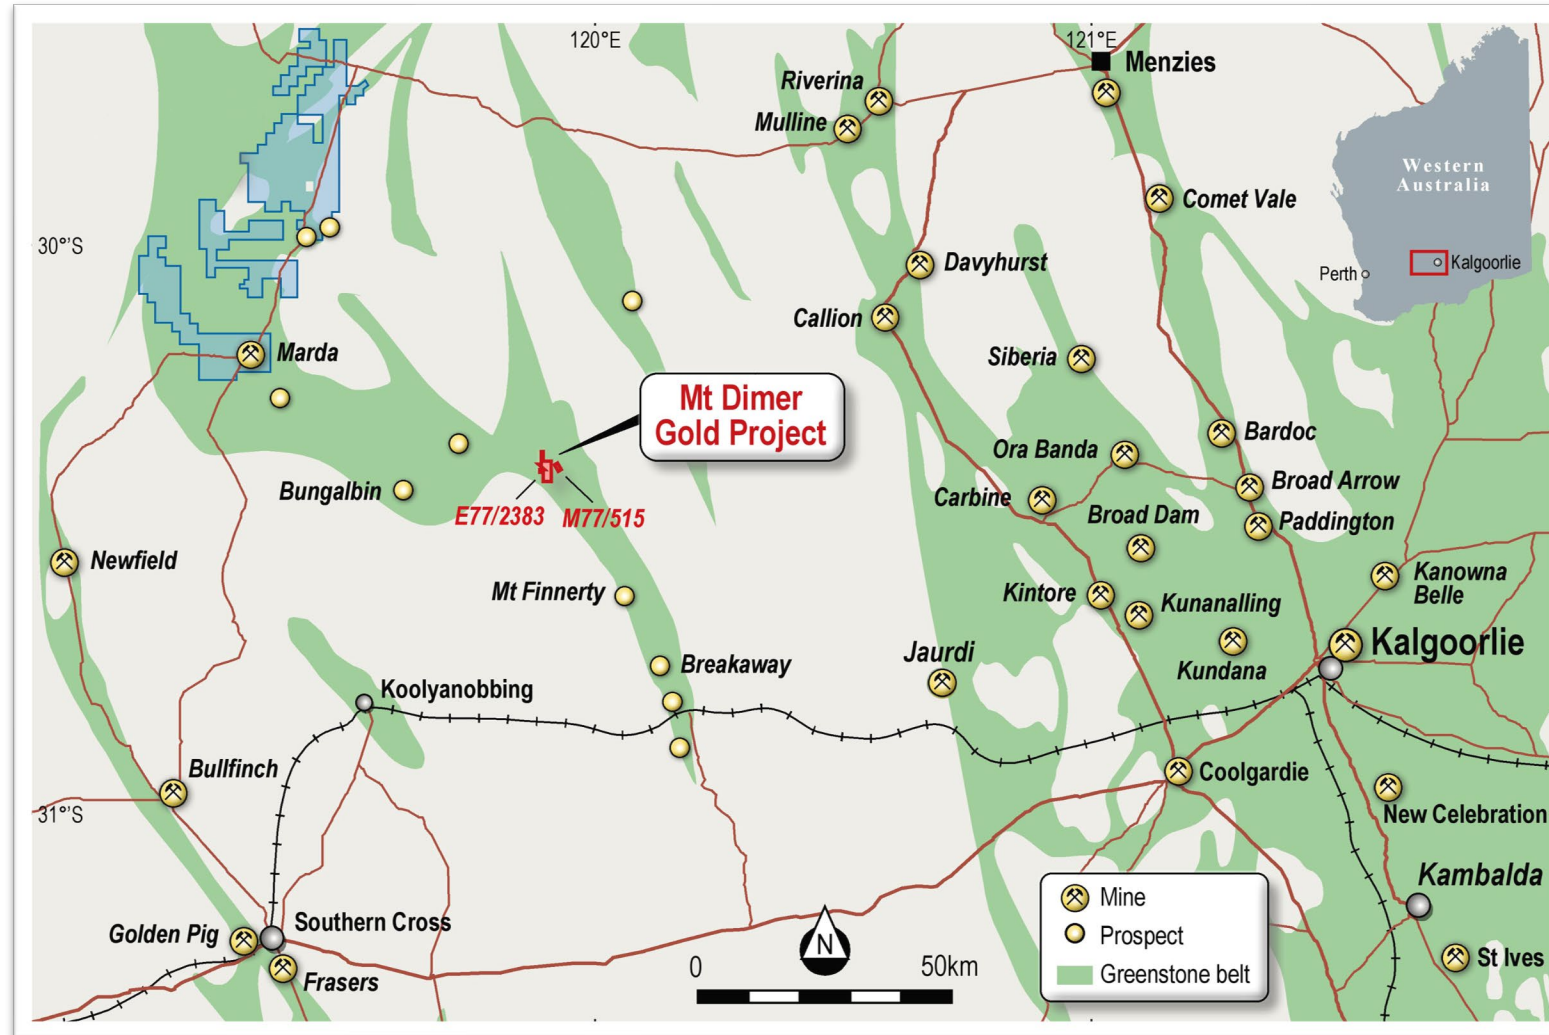 120°E
121°E
Menzies
Riverina
Mulline
Western
Australia
Comet Vale
30°'S
Davyhurst
Perth
Kalgoorlie
Callion
Marda
Siberia
Mt Dimer
Gold Project
Bardoc
Ora Banda
Broad Arrow
Bungalbin
Carbine
E77/2383
M77/515
Broad Dam
Paddington
Newfield
Kanowna
Belle
Mt Finnerty
Kintore
Kunanalling
Kalgoorlie
Jaurdi
Breakaway
Kundana
Koolyanobbing
Bullfinch
Coolgardie
31°'S
New Celebration
Kambalda
Mine
Southern Cross
Golden Pig
Prospect
N
St Ives
0
50km
Greenstone belt
Frasers